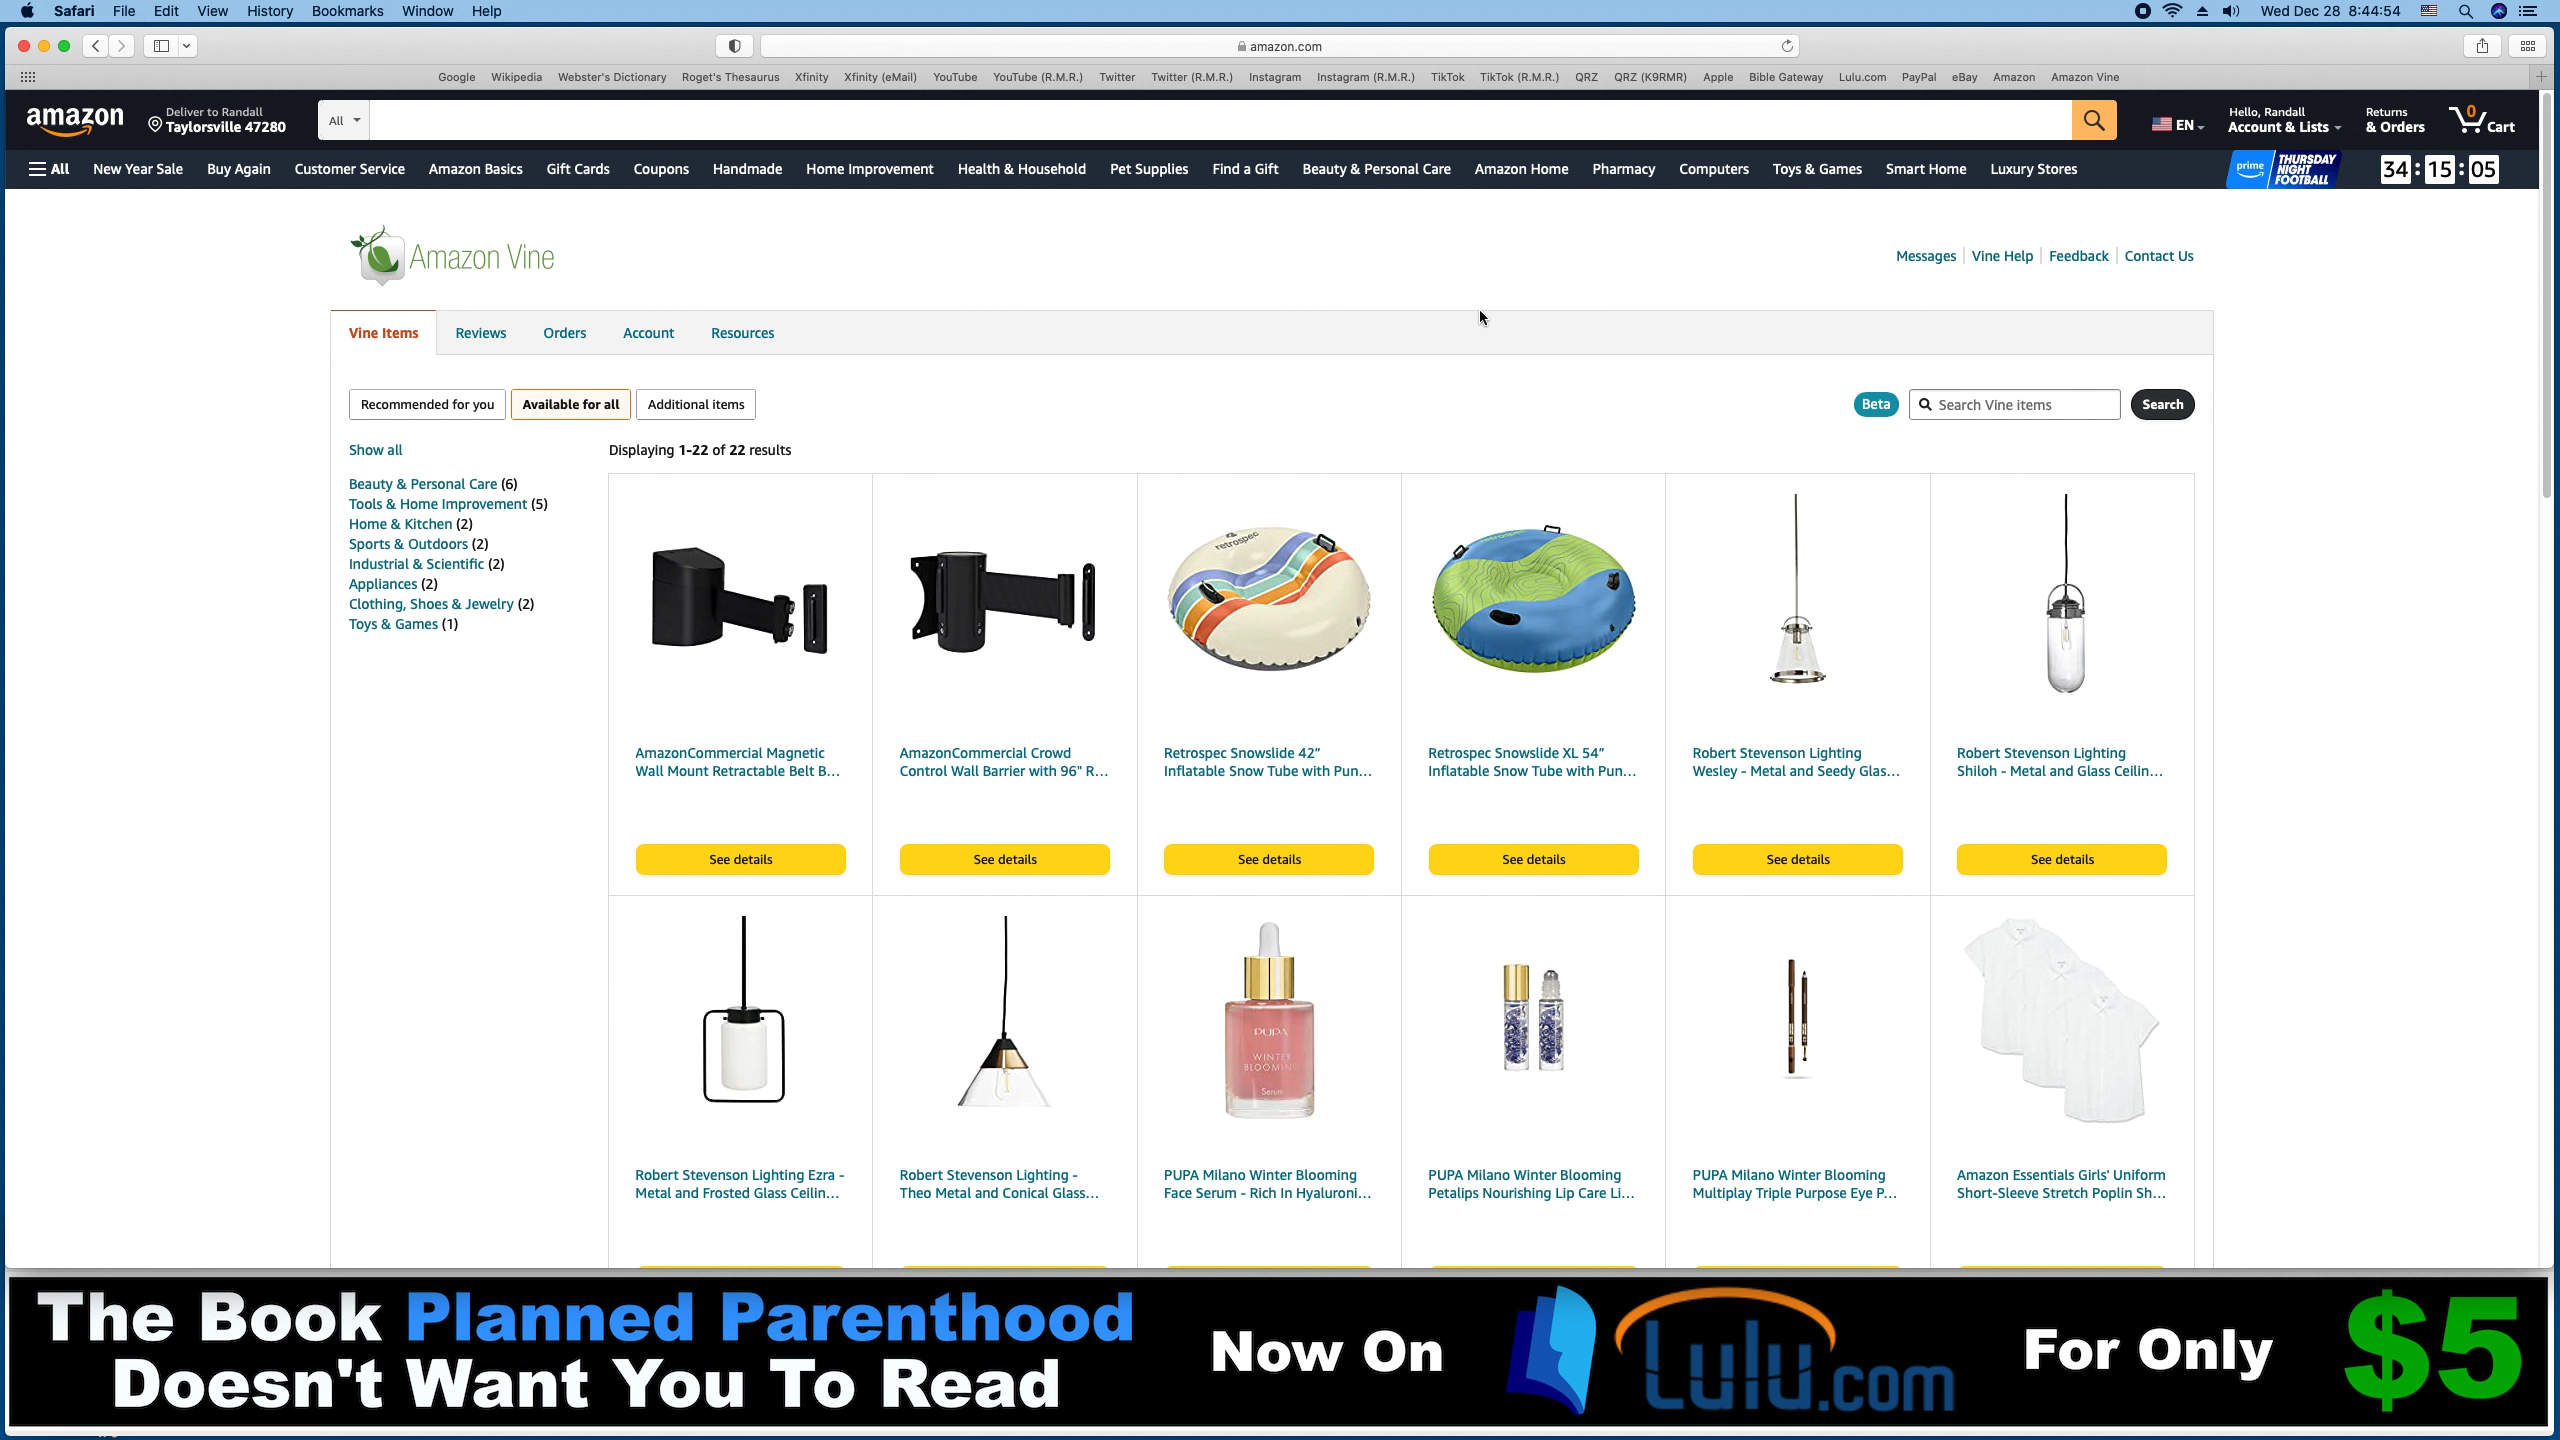 Safari File Edit View History Bookmarks Window Help
Wed Dec 28 8:44:54
amazon.com
Google Wikipedia Webster's Dictionary Roget's Thesaurus Xfinity Xfinity (eMail) YouTube YouTube (R.M.R.) Twitter Twitter (R.M.R.) Instagram Instagram (R.M.R.) TikTok TikTok (R.M.R.) QRZ QRZ (K9RMR) Apple Bible Gateway Lulu.com PayPal eBay Amazon Amazon Vine
amazon
Deliver to Randall
Taylorsville 47280
All
EN
Hello, Randall
Account & Lists
Returns
& Orders
0
Cart
All New Year Sale Buy Again Customer Service Amazon Basics Gift Cards Coupons Handmade Home Improvement Health & Household Pet Supplies Find a Gift Beauty & Personal Care Amazon Home Pharmacy Computers Toys & Games Smart Home Luxury Stores
prime
THURSDAY
NIGHT
FOOTBALL
34:15:05
Amazon Vine
Messages Vine Help Feedback Contact Us
Vine Items Reviews Orders Account Resources
Recommended for you Available for all Additional items
Beta Search Vine items Search
Show all
Displaying 1-22 of 22 results
Beauty & Personal Care (6)
Tools & Home Improvement (5)
Home & Kitchen (2)
Sports & Outdoors (2)
Industrial & Scientific (2)
Appliances (2)
Clothing, Shoes & Jewelry (2)
Toys & Games (1)
retrospec
retrospec
AmazonCommercial Magnetic
Wall Mount Retractable Belt B...
AmazonCommercial Crowd
Control Wall Barrier with 96" R...
Retrospec Snowslide 42”
Inflatable Snow Tube with Pun...
Retrospec Snowslide XL 54”
Inflatable Snow Tube with Pun...
Robert Stevenson Lighting
Wesley - Metal and Seedy Glas...
Robert Stevenson Lighting
Shiloh - Metal and Glass Ceilin...
See details See details See details See details See details See details
PUPA
WINTER
BLOOMING
Serum
Robert Stevenson Lighting Ezra -
Metal and Frosted Glass Ceilin...
Robert Stevenson Lighting -
Theo Metal and Conical Glass...
PUPA Milano Winter Blooming
Face Serum - Rich In Hyaluroni...
PUPA Milano Winter Blooming
Petalips Nourishing Lip Care Li...
PUPA Milano Winter Blooming
Multiplay Triple Purpose Eye P...
Amazon Essentials Girls' Uniform
Short-Sleeve Stretch Poplin Sh...
The Book Planned Parenthood
Doesn't Want You To Read
Now On
Lulu.com
For Only
$5